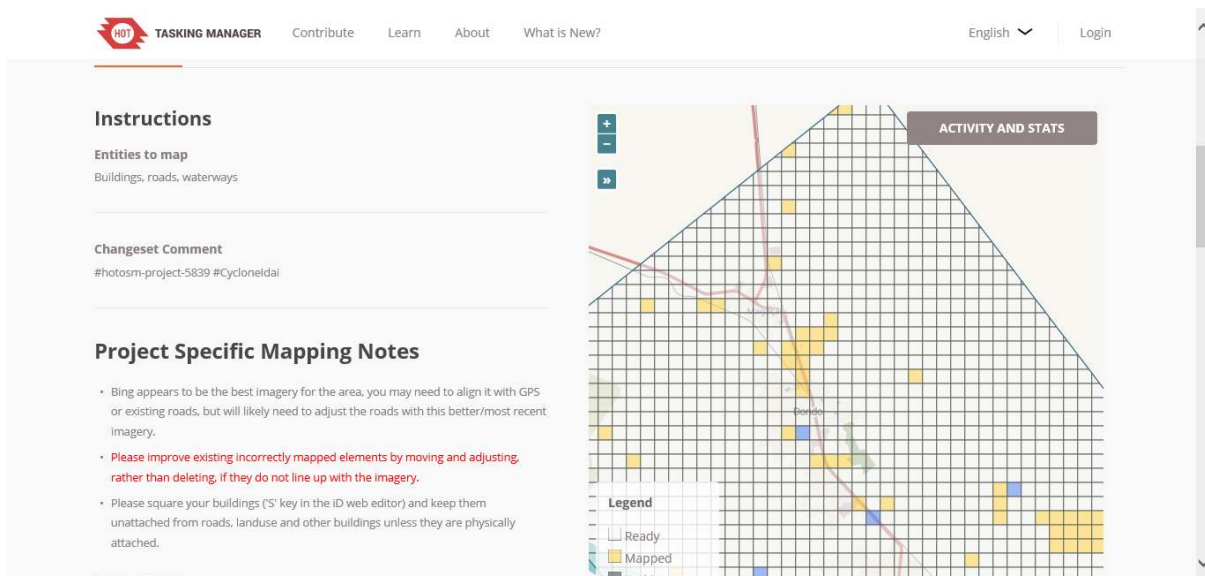 HOT TASKING MANAGER Contribute Learn About What is New? English Login
Instructions
Entities to map
Buildings, roads, waterways
Changeset Comment
#hotosm-project-5839 #CycloneIdai
Project Specific Mapping Notes
• Bing appears to be the best imagery for the area, you may need to align it with GPS
or existing roads, but will likely need to adjust the roads with this better/most recent
imagery.
• Please improve existing incorrectly mapped elements by moving and adjusting,
rather than deleting, if they do not line up with the imagery.
• Please square your buildings ('S' key in the iD web editor) and keep them
unattached from roads, landuse and other buildings unless they are physically
attached.
+
−
»
ACTIVITY AND STATS
Dondo
Legend
Ready
Mapped